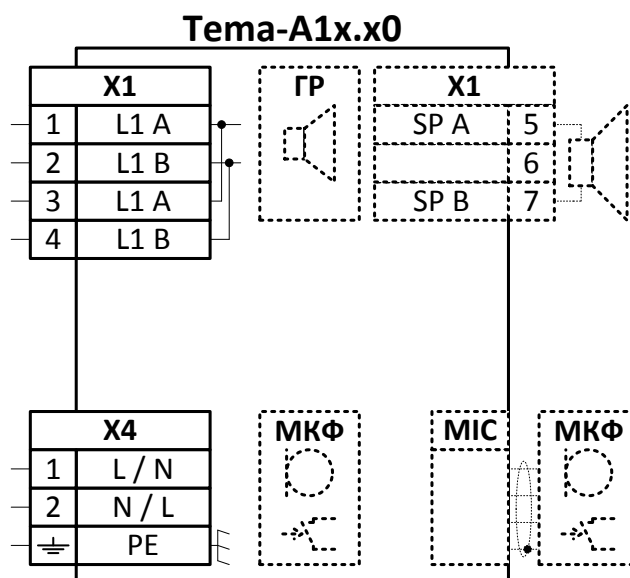 Tema-A1x.x0
X1
1 L1 A
2 L1 B
3 L1 A
4 L1 B
ГР
X1
SP A 5
6
SP B 7
X4
1 L / N
2 N / L
PE
МКФ
MIC
МКФ